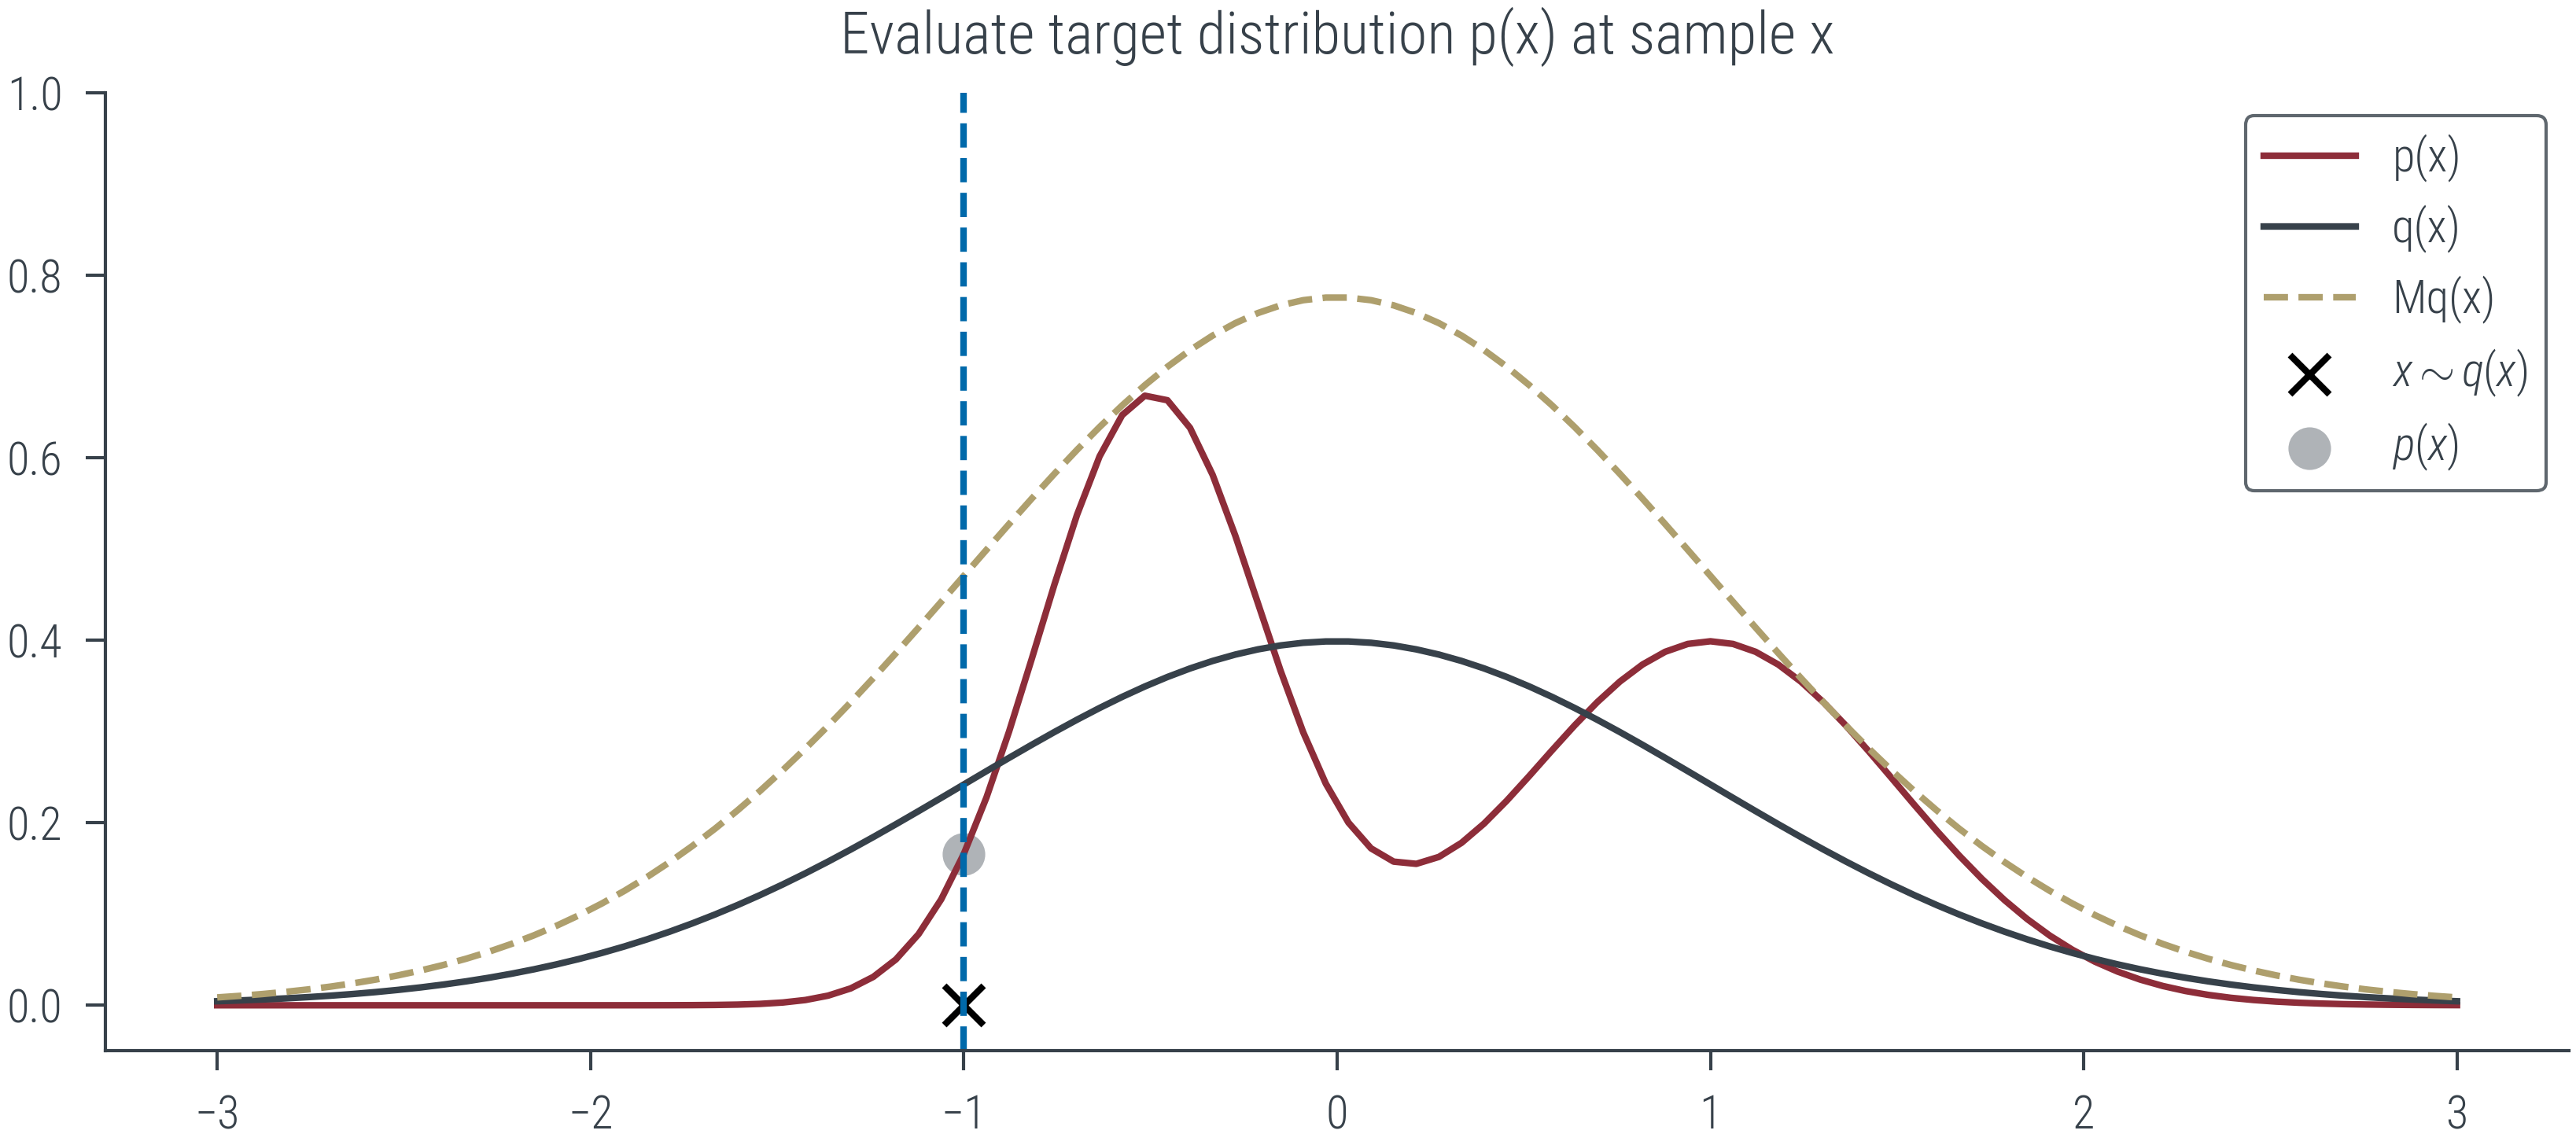 Evaluate target distribution p(x) at sample x
1.0
0.8
0.6
0.4
0.2
0.0
−3
−2
−1
0
1
2
3
p(x)
q(x)
Mq(x)
x ~ q(x)
p(x)